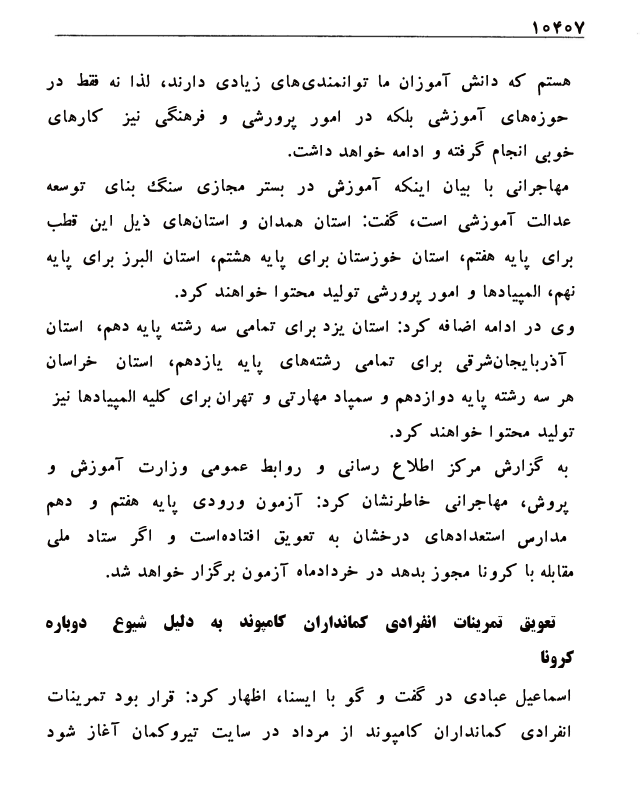 ۱۰۴۰۷
هستم که دانش آموزان ما توانمندی‌های زیادی دارند، لذا نه فقط در
حوزه‌های آموزشی بلکه در امور پرورشی و فرهنگی نیز کارهای
خوبی انجام گرفته و ادامه خواهد داشت.
مهاجرانی با بیان اینکه آموزش در بستر مجازی سنگ بنای توسعه
عدالت آموزشی است، گفت: استان همدان و استان‌های ذیل این قطب
برای پایه هفتم، استان خوزستان برای پایه هشتم، استان البرز برای پایه
نهم، المپیادها و امور پرورشی تولید محتوا خواهند کرد.
وی در ادامه اضافه کرد: استان یزد برای تمامی سه رشته پایه دهم، استان
آذربایجان‌شرقی برای تمامی رشته‌های پایه یازدهم، استان خراسان
هر سه رشته پایه دوازدهم و سمپاد مهارتی و تهران برای کلیه المپیادها نیز
تولید محتوا خواهند کرد.
به گزارش مرکز اطلاع رسانی و روابط عمومی وزارت آموزش و
پروش، مهاجرانی خاطرنشان کرد: آزمون ورودی پایه هفتم و دهم
مدارس استعدادهای درخشان به تعویق افتاده‌است و اگر ستاد ملی
مقابله با کرونا مجوز بدهد در خردادماه آزمون برگزار خواهد شد.
تعویق تمرینات انفرادی کمانداران کامپوند به دلیل شیوع دوباره
کرونا
اسماعیل عبادی در گفت و گو با ایسنا، اظهار کرد: قرار بود تمرینات
انفرادی کمانداران کامپوند از مرداد در سایت تیروکمان آغاز شود